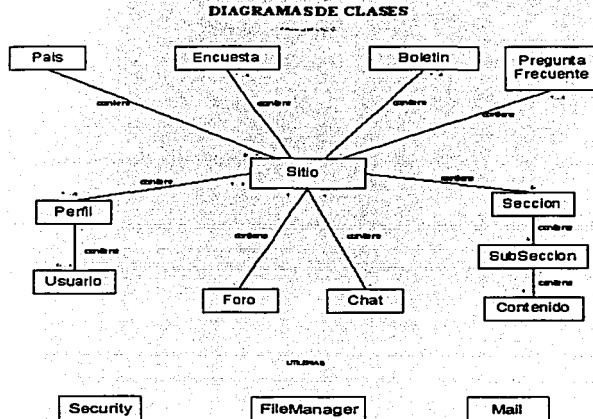 DIAGRAMAS DE CLASES
Pais
Encuesta
Boletin
Pregunta
Frecuente
contiene
contiene
contiene
contiene
Sitio
contiene
contiene
Perfil
Seccion
contiene
contiene
contiene
contiene
SubSeccion
Usuario
contiene
Foro
Chat
Contenido
UTILERIAS
Security
FileManager
Mail